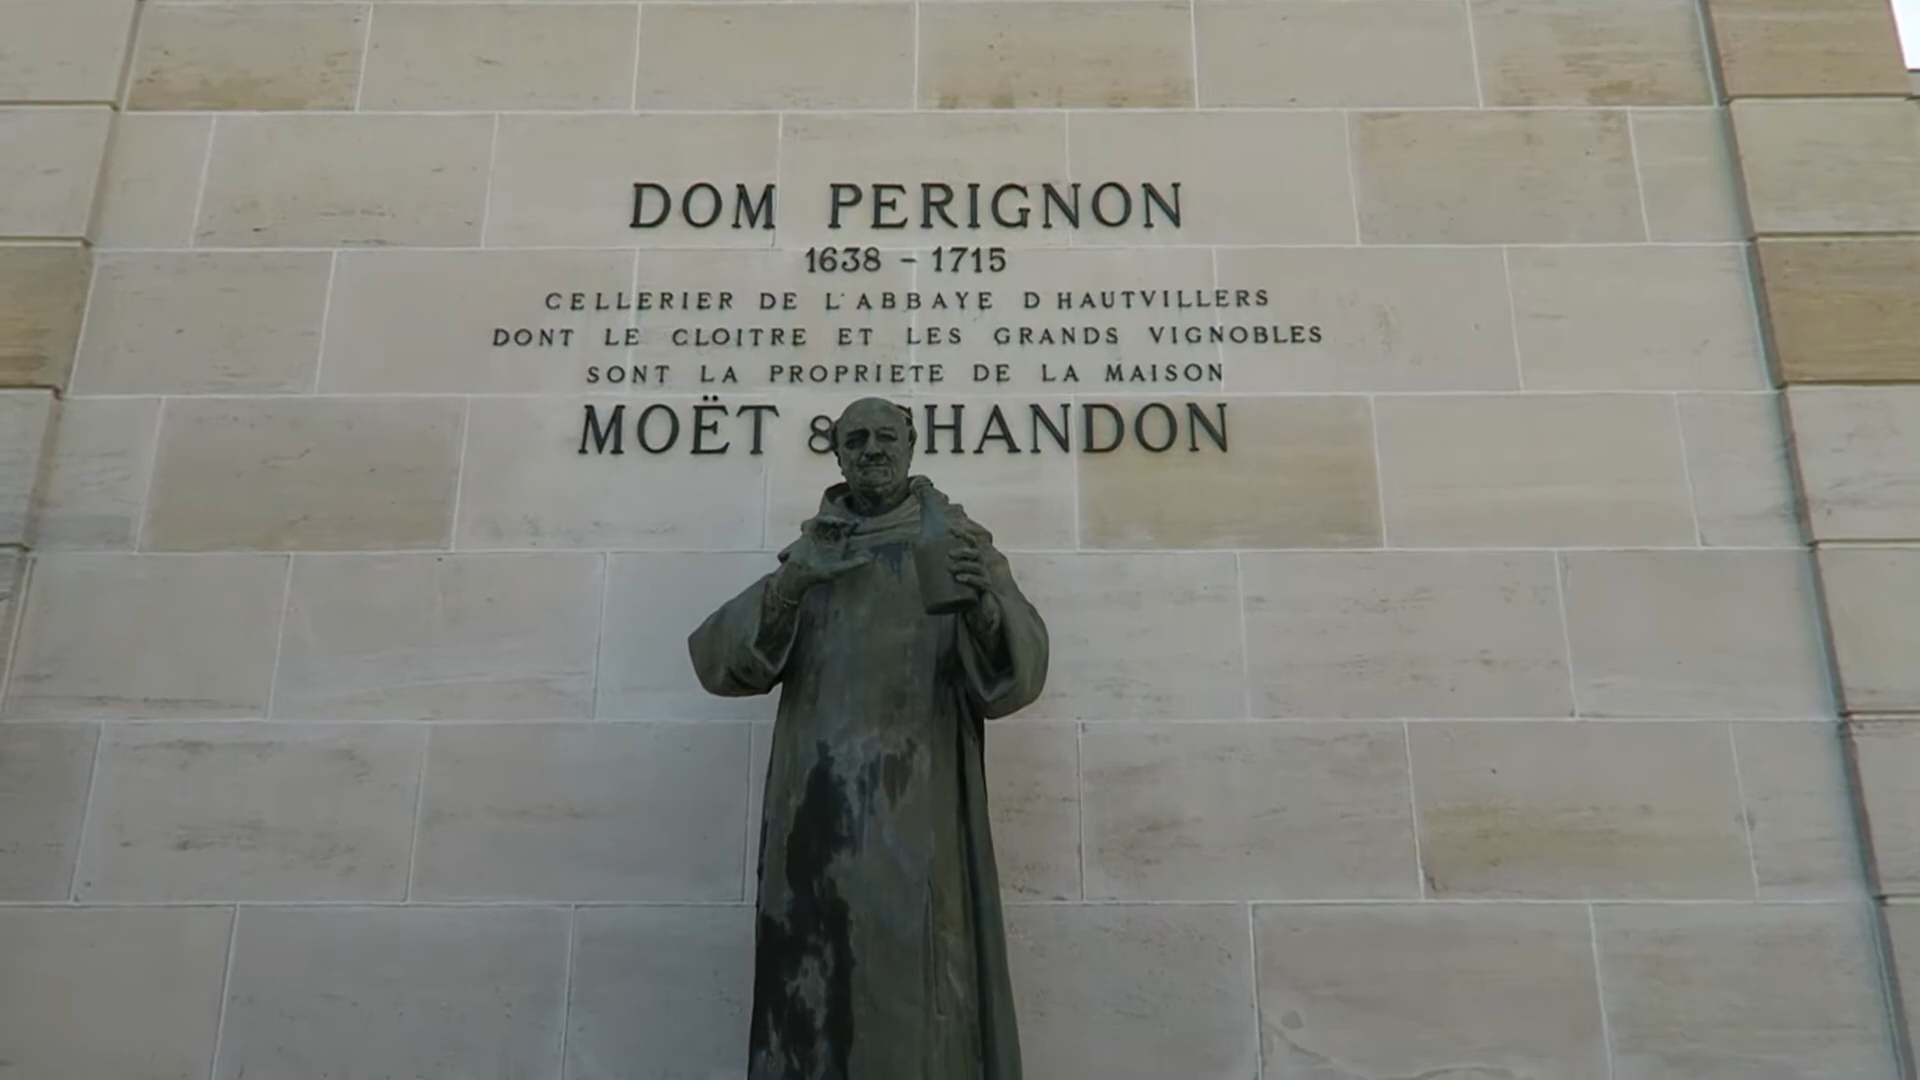 DOM PERIGNON
1638 - 1715
CELLERIER DE L'ABBAYE D HAUTVILLERS
DONT LE CLOITRE ET LES GRANDS VIGNOBLES
SONT LA PROPRIETE DE LA MAISON
MOËT & CHANDON